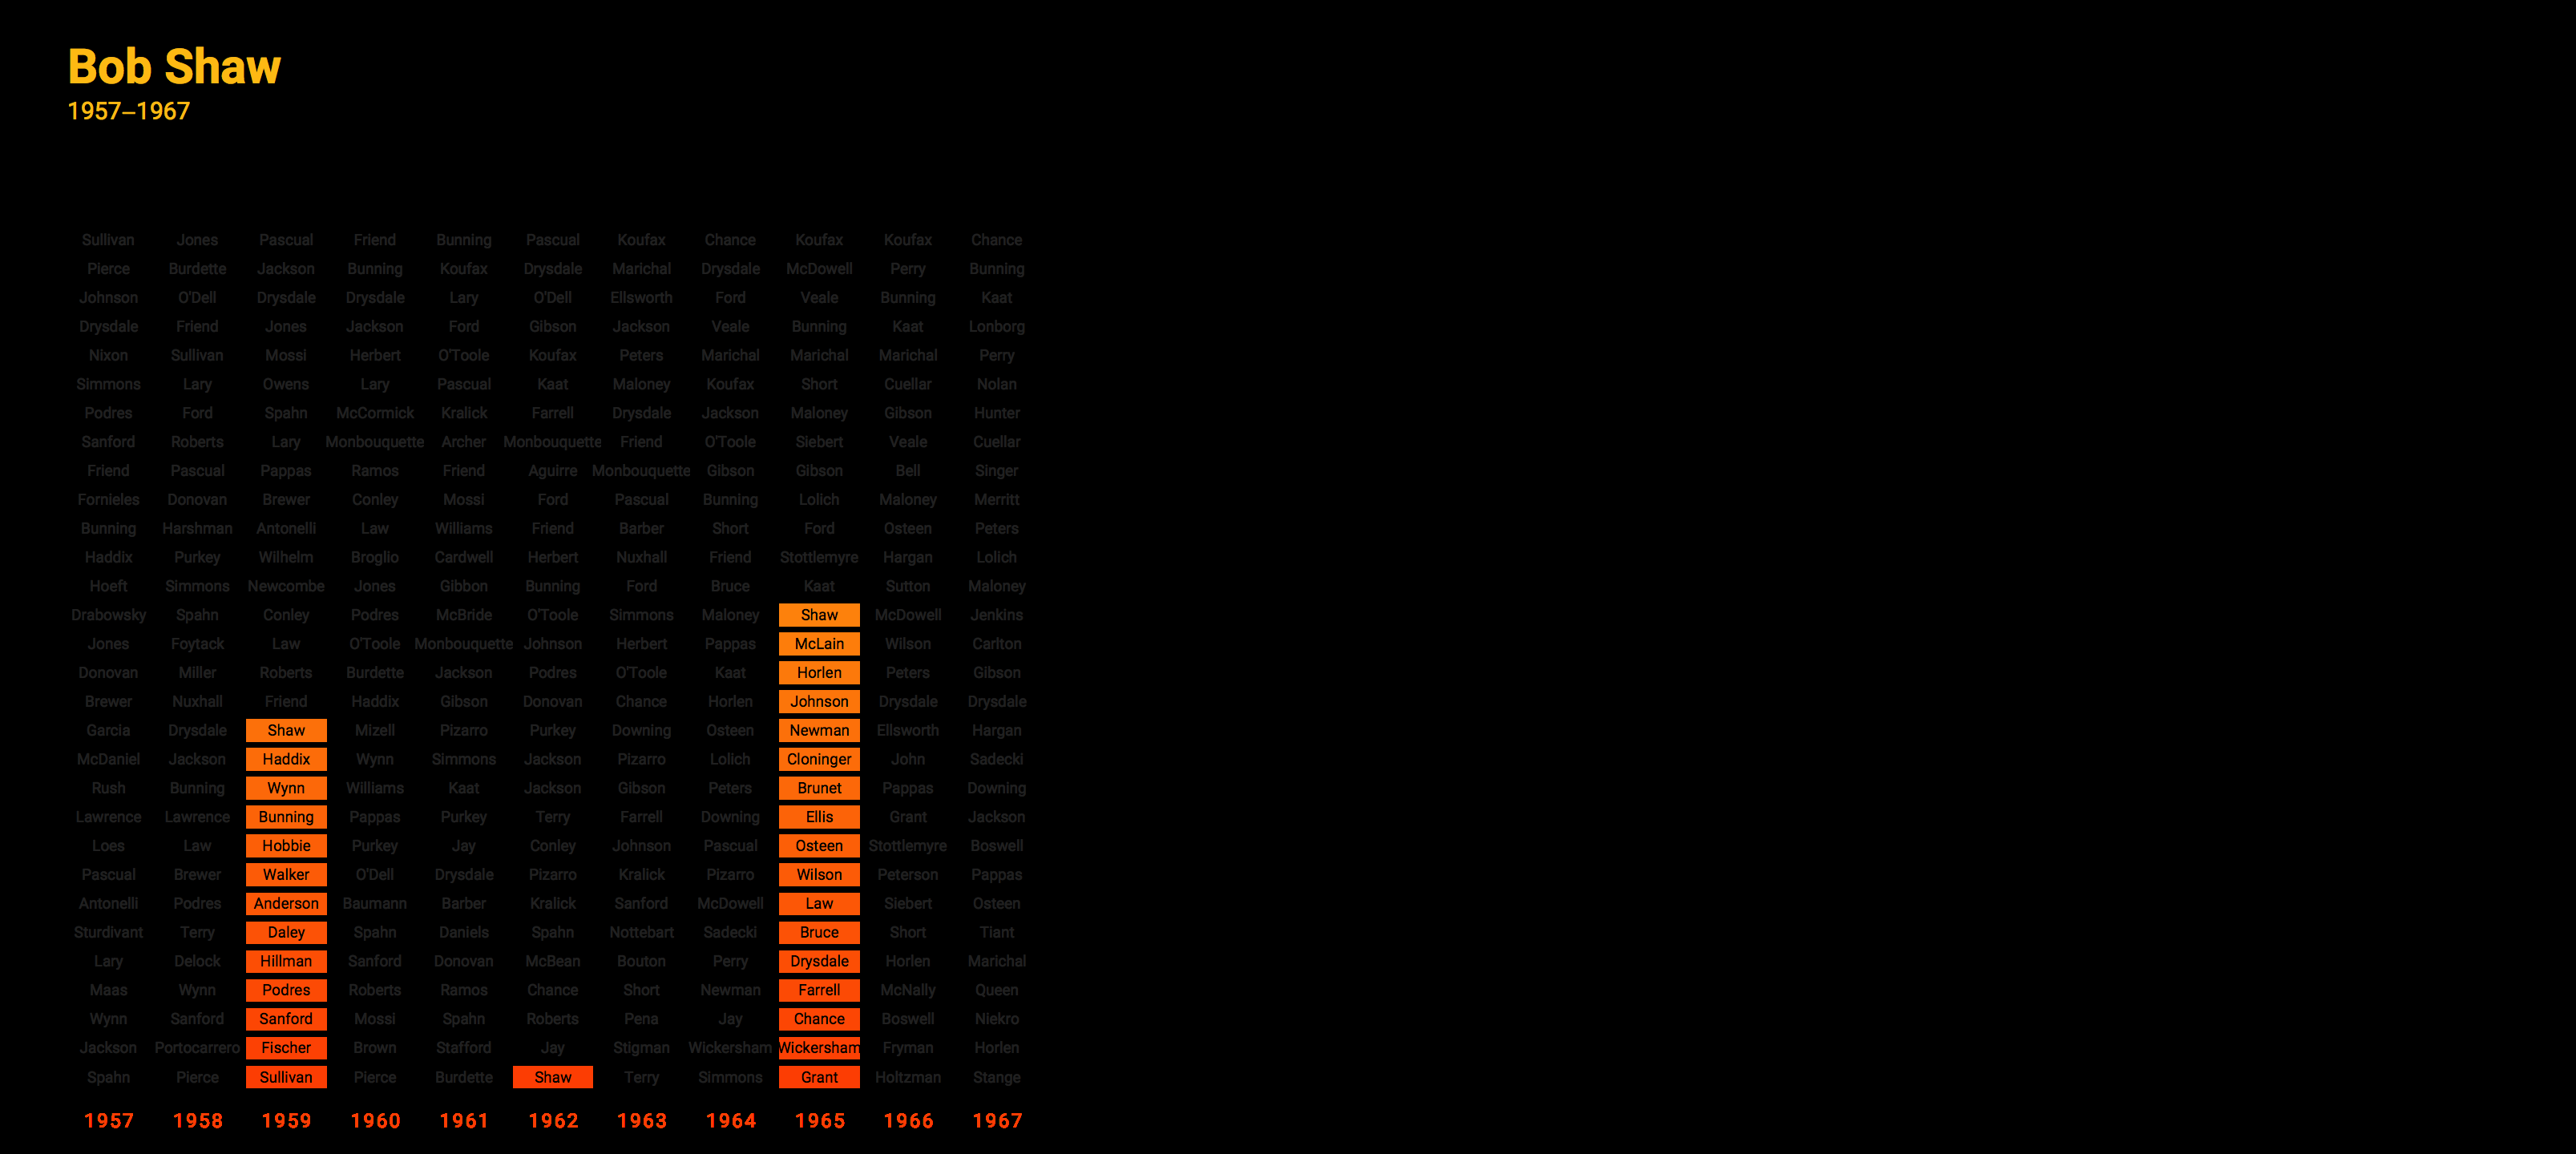 Bob Shaw
1957–1967
Sullivan Jones Pascual Friend Bunning Pascual Koufax Chance Koufax Koufax Chance
Pierce Burdette Jackson Bunning Koufax Drysdale Marichal Drysdale McDowell Perry Bunning
Johnson O'Dell Drysdale Drysdale Lary O'Dell Ellsworth Ford Veale Bunning Kaat
Drysdale Friend Jones Jackson Ford Gibson Jackson Veale Bunning Kaat Lonborg
Nixon Sullivan Mossi Herbert O'Toole Koufax Peters Marichal Marichal Marichal Perry
Simmons Lary Owens Lary Pascual Kaat Maloney Koufax Short Cuellar Nolan
Podres Ford Spahn McCormick Kralick Farrell Drysdale Jackson Maloney Gibson Hunter
Sanford Roberts Lary Monbouquette Archer Monbouquette Friend O'Toole Siebert Veale Cuellar
Friend Pascual Pappas Ramos Friend Aguirre Monbouquette Gibson Gibson Bell Singer
Fornieles Donovan Brewer Conley Mossi Ford Pascual Bunning Lolich Maloney Merritt
Bunning Harshman Antonelli Law Williams Friend Barber Short Ford Osteen Peters
Haddix Purkey Wilhelm Broglio Cardwell Herbert Nuxhall Friend Stottlemyre Hargan Lolich
Hoeft Simmons Newcombe Jones Gibbon Bunning Ford Bruce Kaat Sutton Maloney
Drabowsky Spahn Conley Podres McBride O'Toole Simmons Maloney Shaw McDowell Jenkins
Jones Foytack Law O'Toole Monbouquette Johnson Herbert Pappas McLain Wilson Carlton
Donovan Miller Roberts Burdette Jackson Podres O'Toole Kaat Horlen Peters Gibson
Brewer Nuxhall Friend Haddix Gibson Donovan Chance Horlen Johnson Drysdale Drysdale
Garcia Drysdale Shaw Mizell Pizarro Purkey Downing Osteen Newman Ellsworth Hargan
McDaniel Jackson Haddix Wynn Simmons Jackson Pizarro Lolich Cloninger John Sadecki
Rush Bunning Wynn Williams Kaat Jackson Gibson Peters Brunet Pappas Downing
Lawrence Lawrence Bunning Pappas Purkey Terry Farrell Downing Ellis Grant Jackson
Loes Law Hobbie Purkey Jay Conley Johnson Pascual Osteen Stottlemyre Boswell
Pascual Brewer Walker O'Dell Drysdale Pizarro Kralick Pizarro Wilson Peterson Pappas
Antonelli Podres Anderson Baumann Barber Kralick Sanford McDowell Law Siebert Osteen
Sturdivant Terry Daley Spahn Daniels Spahn Nottebart Sadecki Bruce Short Tiant
Lary Delock Hillman Sanford Donovan McBean Bouton Perry Drysdale Horlen Marichal
Maas Wynn Podres Roberts Ramos Chance Short Newman Farrell McNally Queen
Wynn Sanford Sanford Mossi Spahn Roberts Pena Jay Chance Boswell Niekro
Jackson Portocarrero Fischer Brown Stafford Jay Stigman Wickersham Wickersham Fryman Horlen
Spahn Pierce Sullivan Pierce Burdette Shaw Terry Simmons Grant Holtzman Stange
1957 1958 1959 1960 1961 1962 1963 1964 1965 1966 1967